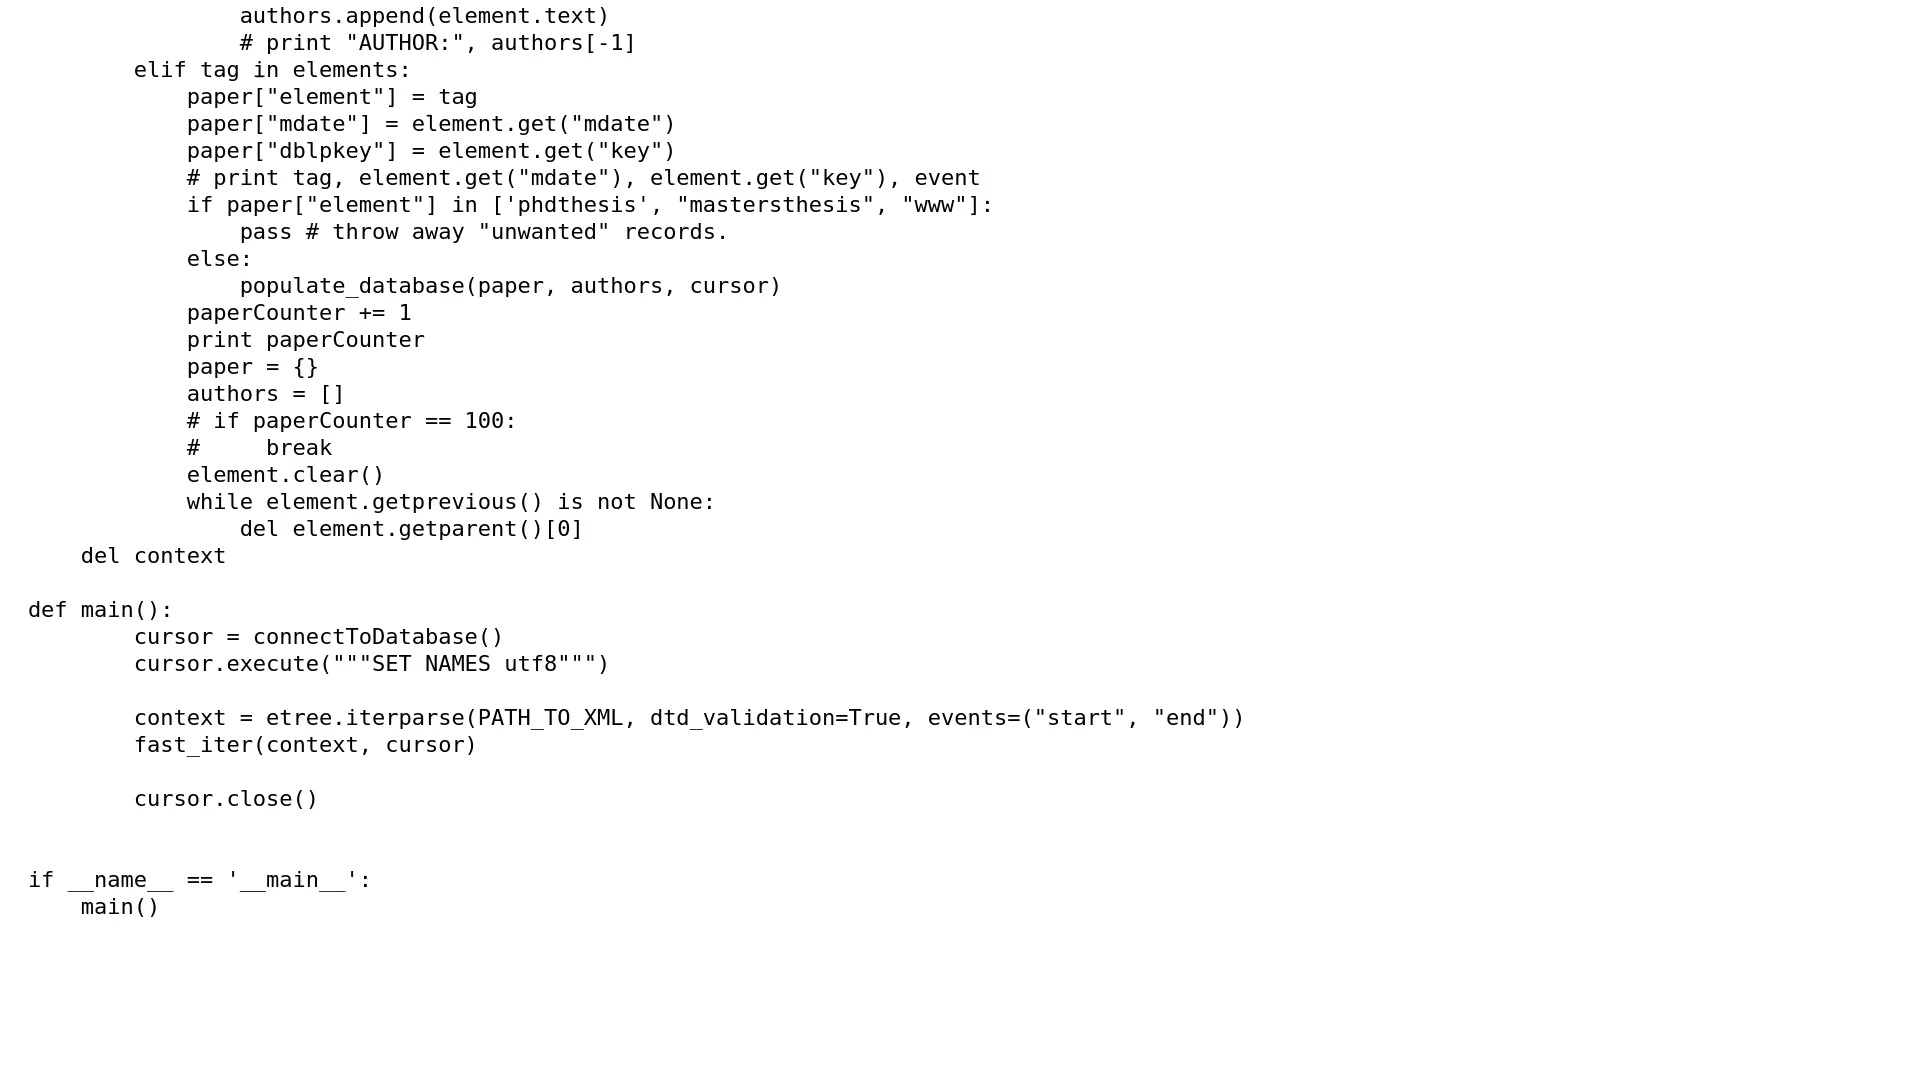 authors.append(element.text)
                # print "AUTHOR:", authors[-1]
        elif tag in elements:
            paper["element"] = tag
            paper["mdate"] = element.get("mdate")
            paper["dblpkey"] = element.get("key")
            # print tag, element.get("mdate"), element.get("key"), event
            if paper["element"] in ['phdthesis', "mastersthesis", "www"]:
                pass # throw away "unwanted" records.
            else:
                populate_database(paper, authors, cursor)
            paperCounter += 1
            print paperCounter
            paper = {}
            authors = []
            # if paperCounter == 100:
            #     break
            element.clear()
            while element.getprevious() is not None:
                del element.getparent()[0]
    del context

def main():
        cursor = connectToDatabase()
        cursor.execute("""SET NAMES utf8""")

        context = etree.iterparse(PATH_TO_XML, dtd_validation=True, events=("start", "end"))
        fast_iter(context, cursor)

        cursor.close()


if __name__ == '__main__':
    main()